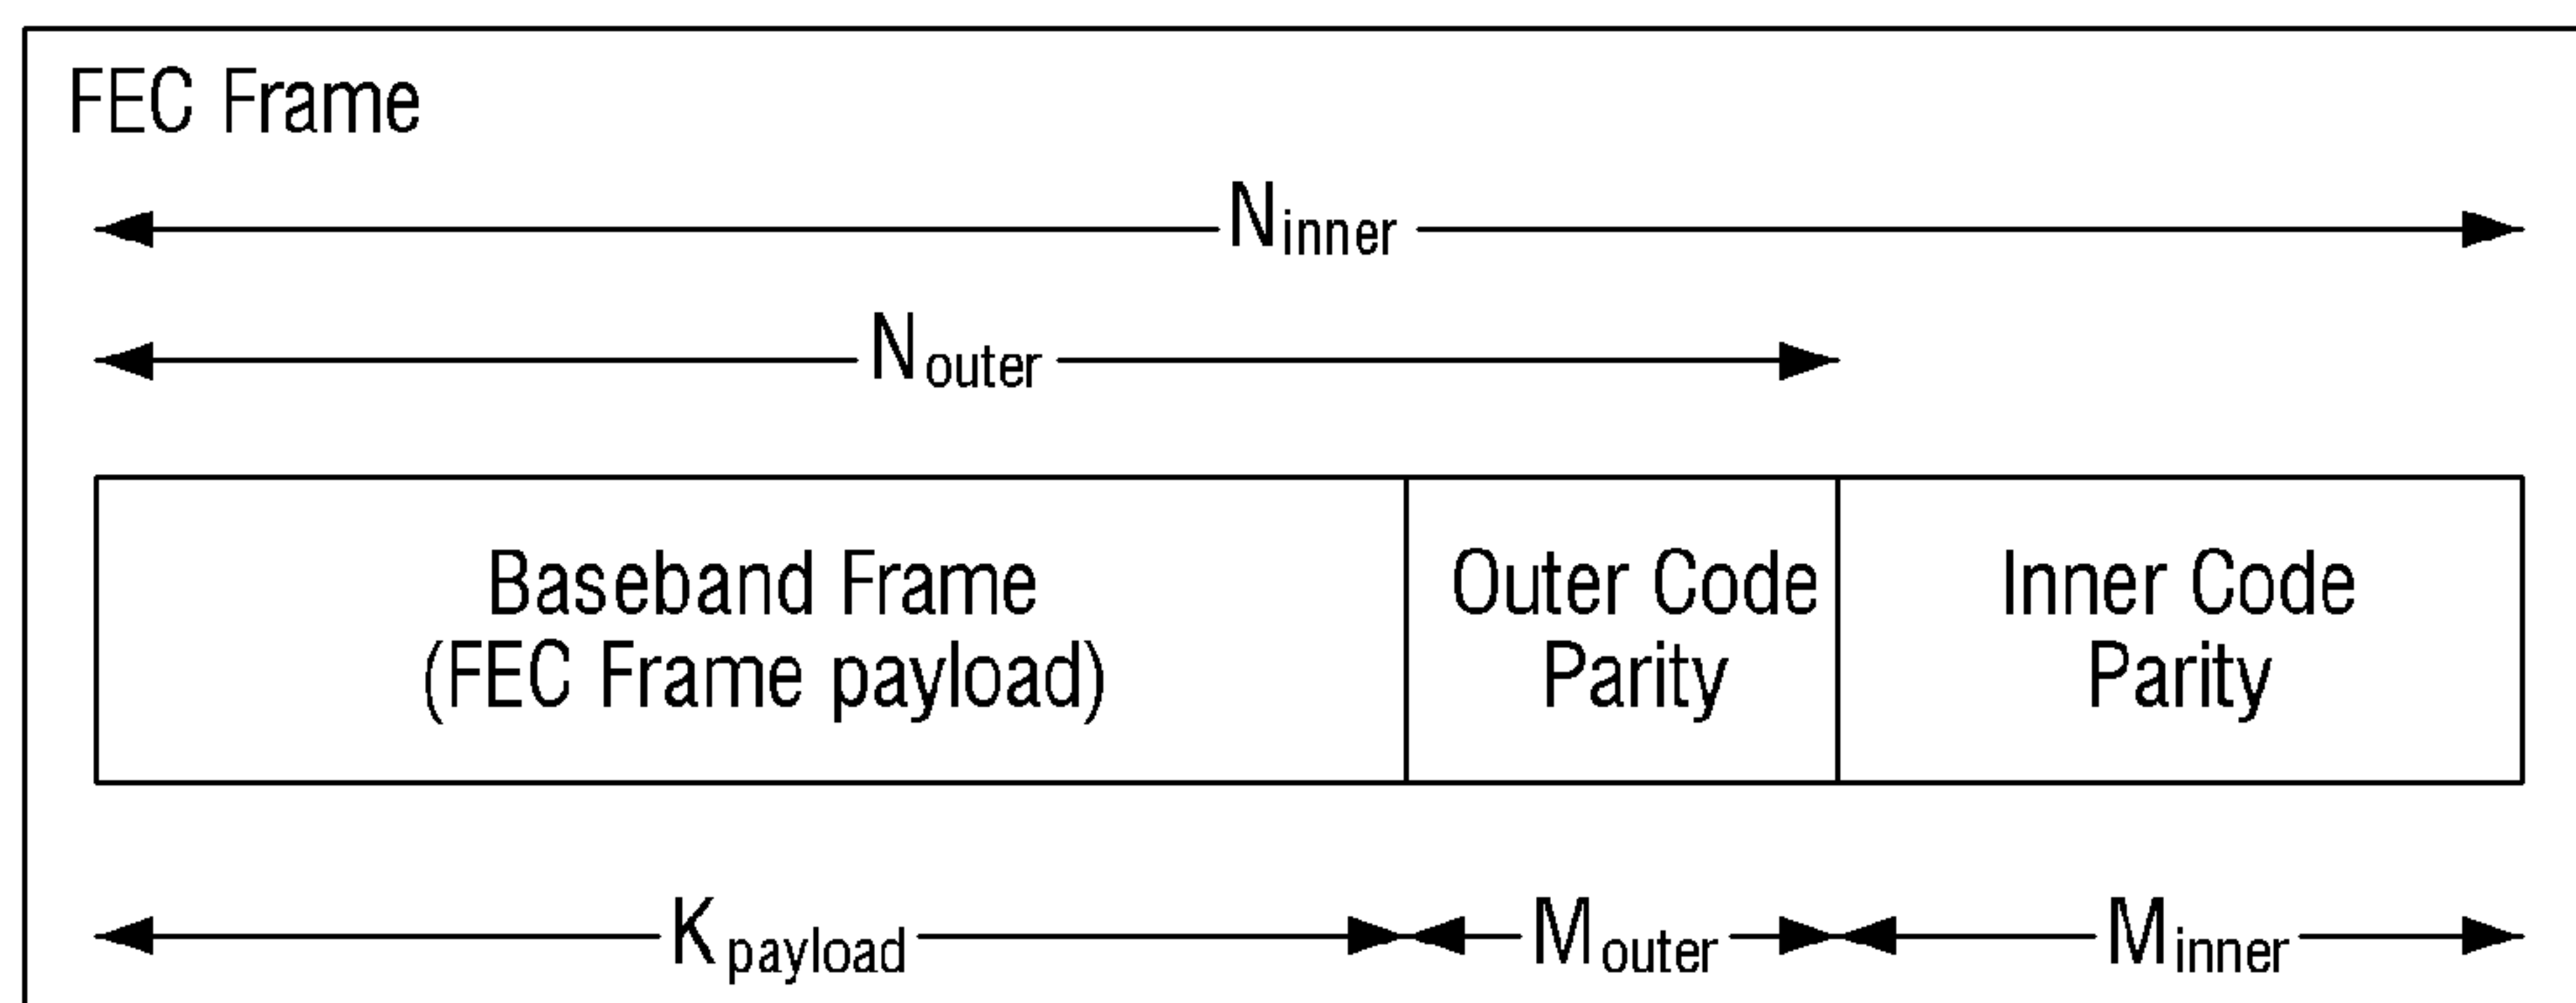 FEC Frame
Ninner
Nouter
Baseband Frame
(FEC Frame payload)
Outer Code
Parity
Inner Code
Parity
Kpayload
Mouter
Minner